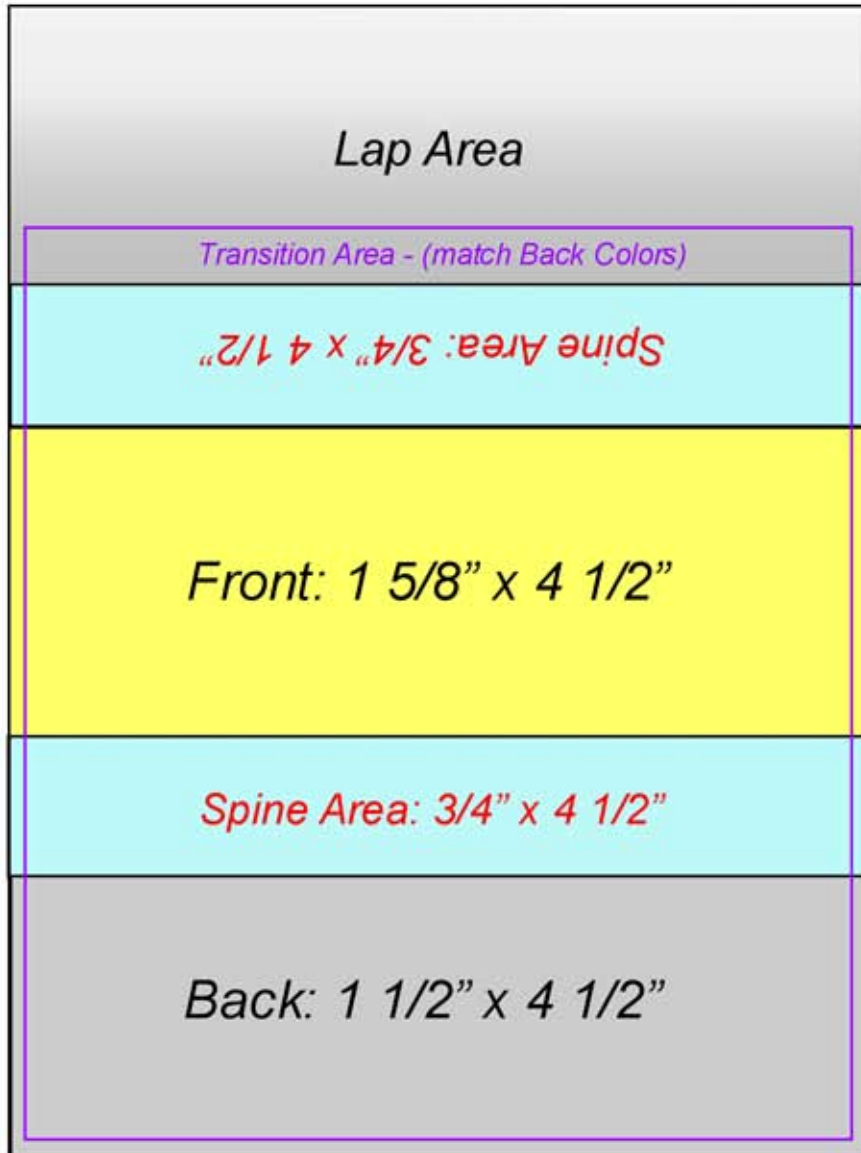 Lap Area
Transition Area - (match Back Colors)
Spine Area: 3/4” x 4 1/2”
Front: 1 5/8” x 4 1/2”
Spine Area: 3/4” x 4 1/2”
Back: 1 1/2” x 4 1/2”